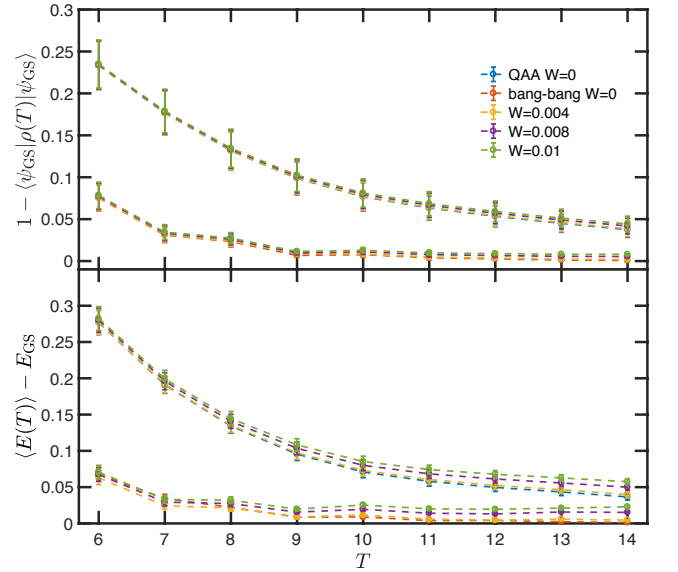 0.3
0.25
0.2
0.15
0.1
0.05
0
1 − ⟨ψ_GS|ρ(T)|ψ_GS⟩
QAA W=0
bang-bang W=0
W=0.004
W=0.008
W=0.01
0.3
0.25
0.2
0.15
0.1
0.05
0
⟨E(T)⟩ − E_GS
6 7 8 9 10 11 12 13 14
T